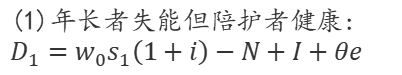 (1) 年长者失能但陪护者健康：
D₁ = w₀s₁(1 + i) − N + I + θe